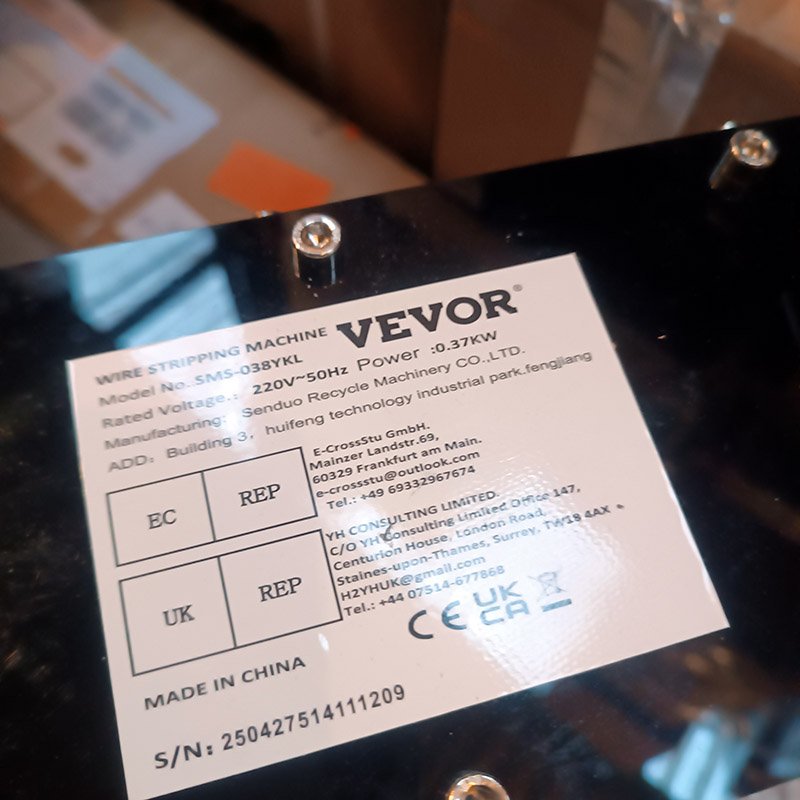 VEVOR®
WIRE STRIPPING MACHINE
Model No.:SMS-038YKL
Rated Voltage.: 220V~50Hz Power :0.37KW
Manufacturing: Senduo Recycle Machinery CO.,LTD.
ADD: Building 3, huifeng technology industrial park.fengjiang
EC REP
E-CrossStu GmbH.
Mainzer Landstr.69,
60329 Frankfurt am Main.
e-crossstu@outlook.com
Tel.: +49 69332967674
UK REP
YH CONSULTING LIMITED.
C/O YH Consulting Limited Office 147,
Centurion House, London Road,
Staines-upon-Thames, Surrey, TW18 4AX
H2YHUK@gmail.com
Tel.: +44 07514-677868
CE UK CA
MADE IN CHINA
S/N: 250427514111209